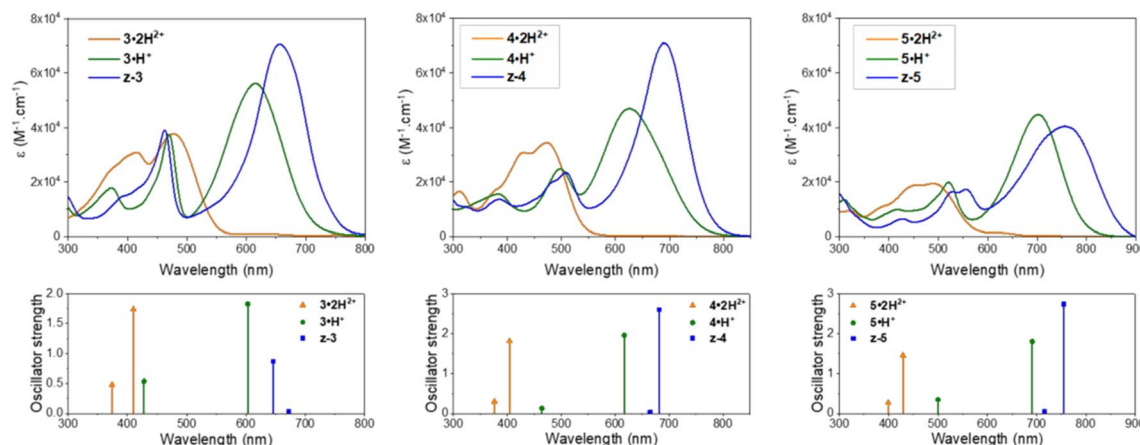 8x10⁴
6x10⁴
4x10⁴
2x10⁴
0
ε (M⁻¹.cm⁻¹)
3•2H²⁺
3•H⁺
z-3
300 400 500 600 700 800
Wavelength (nm)
8x10⁴
6x10⁴
4x10⁴
2x10⁴
0
ε (M⁻¹.cm⁻¹)
4•2H²⁺
4•H⁺
z-4
300 400 500 600 700 800
Wavelength (nm)
8x10⁴
6x10⁴
4x10⁴
2x10⁴
0
ε (M⁻¹.cm⁻¹)
5•2H²⁺
5•H⁺
z-5
300 400 500 600 700 800 900
Wavelength (nm)
2.0
1.5
1.0
0.5
0.0
Oscillator strength
3•2H²⁺
3•H⁺
z-3
300 400 500 600 700 800
Wavelength (nm)
4
3
2
1
0
Oscillator strength
4•2H²⁺
4•H⁺
z-4
300 400 500 600 700 800
Wavelength (nm)
4
3
2
1
0
Oscillator strength
5•2H²⁺
5•H⁺
z-5
300 400 500 600 700 800 900
Wavelength (nm)